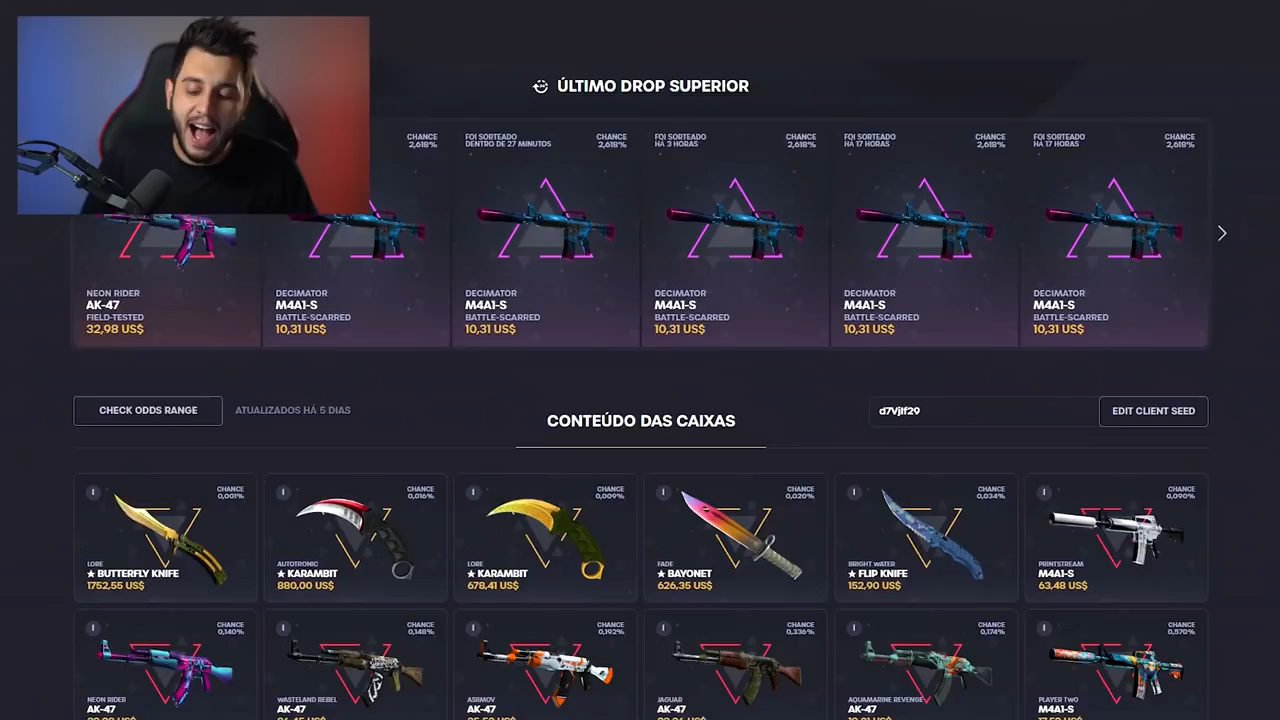 ÚLTIMO DROP SUPERIOR
CHANCE
2,618%
FOI SORTEADO
DENTRO DE 27 MINUTOS
CHANCE
2,618%
FOI SORTEADO
HÁ 3 HORAS
CHANCE
2,618%
FOI SORTEADO
HÁ 17 HORAS
CHANCE
2,618%
FOI SORTEADO
HÁ 17 HORAS
CHANCE
2,618%
NEON RIDER
AK-47
FIELD-TESTED
32,98 US$
DECIMATOR
M4A1-S
BATTLE-SCARRED
10,31 US$
DECIMATOR
M4A1-S
BATTLE-SCARRED
10,31 US$
DECIMATOR
M4A1-S
BATTLE-SCARRED
10,31 US$
DECIMATOR
M4A1-S
BATTLE-SCARRED
10,31 US$
DECIMATOR
M4A1-S
BATTLE-SCARRED
10,31 US$
CHECK ODDS RANGE
ATUALIZADOS HÁ 5 DIAS
CONTEÚDO DAS CAIXAS
EDIT CLIENT SEED
CHANCE
0,001%
LORE
★ BUTTERFLY KNIFE
1752,55 US$
CHANCE
0,016%
AUTOTRONIC
★ KARAMBIT
880,00 US$
CHANCE
0,009%
LORE
★ KARAMBIT
678,41 US$
CHANCE
0,020%
FADE
★ BAYONET
626,35 US$
CHANCE
0,034%
BRIGHT WATER
★ FLIP KNIFE
152,90 US$
CHANCE
0,090%
PRINTSTREAM
M4A1-S
63,48 US$
CHANCE
0,140%
NEON RIDER
AK-47
CHANCE
0,148%
WASTELAND REBEL
AK-47
CHANCE
0,192%
ASIIMOV
AK-47
CHANCE
0,336%
JAGUAR
AK-47
CHANCE
0,174%
AQUAMARINE REVENGE
AK-47
CHANCE
0,570%
PLAYER TWO
M4A1-S